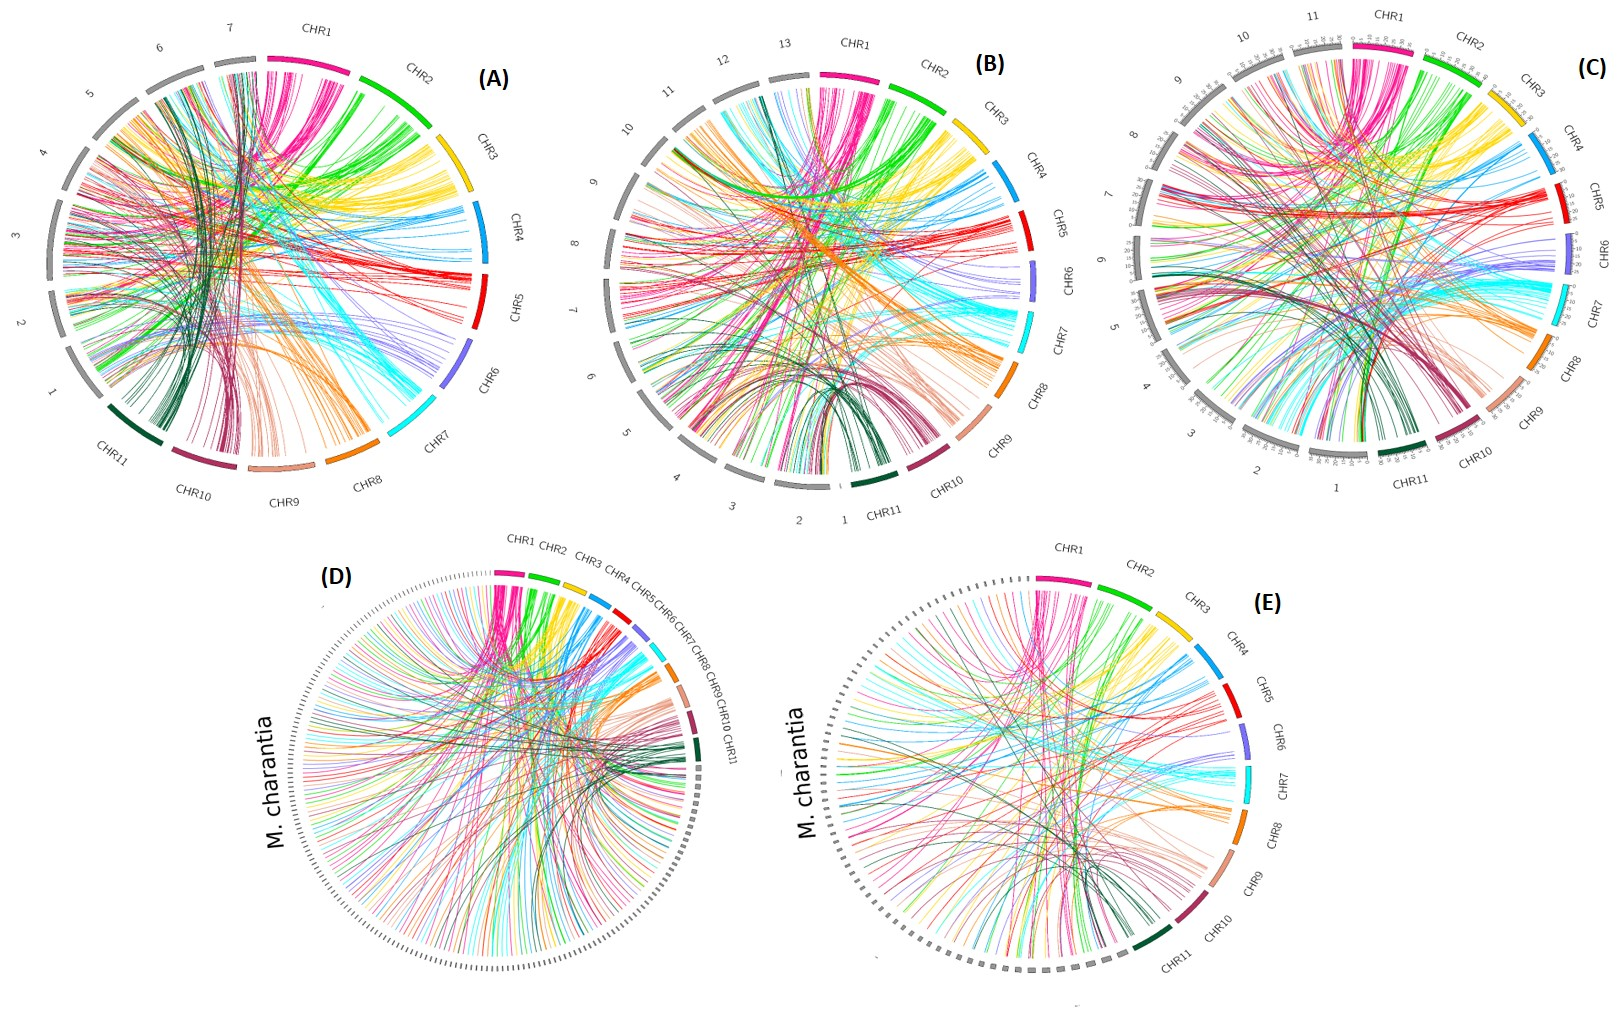 (A)
CHR1
CHR2
CHR3
CHR4
CHR5
CHR6
CHR7
CHR8
CHR9
CHR10
CHR11
1
2
3
4
5
6
7
(B)
CHR1
CHR2
CHR3
CHR4
CHR5
CHR6
CHR7
CHR8
CHR9
CHR10
CHR11
1
2
3
4
5
6
7
8
9
10
11
12
13
(C)
CHR1
CHR2
CHR3
CHR4
CHR5
CHR6
CHR7
CHR8
CHR9
CHR10
CHR11
1
2
3
4
5
6
7
8
9
10
11
(D)
CHR1
CHR2
CHR3
CHR4
CHR5
CHR6
CHR7
CHR8
CHR9
CHR10
CHR11
M. charantia
(E)
CHR1
CHR2
CHR3
CHR4
CHR5
CHR6
CHR7
CHR8
CHR9
CHR10
CHR11
M. charantia